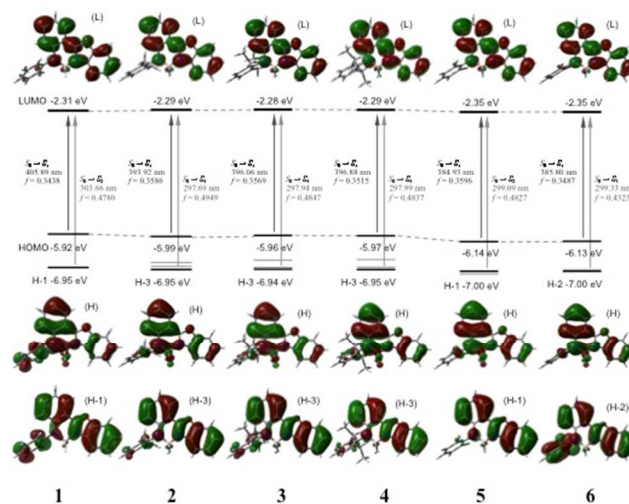 (L) (L) (L) (L) (L) (L)
LUMO -2.31 eV -2.29 eV -2.28 eV -2.29 eV -2.35 eV -2.35 eV
405.89 nm 393.92 nm 396.06 nm 396.88 nm 384.93 nm 385.80 nm
f = 0.3438 f = 0.3586 f = 0.3569 f = 0.3515 f = 0.3596 f = 0.3487
303.66 nm 297.69 nm 297.94 nm 297.99 nm 299.09 nm 299.33 nm
f = 0.4780 f = 0.4949 f = 0.4847 f = 0.4837 f = 0.4827 f = 0.4323
HOMO -5.92 eV -5.99 eV -5.96 eV -5.97 eV -6.14 eV -6.13 eV
H-1 -6.95 eV H-3 -6.95 eV H-3 -6.94 eV H-3 -6.95 eV H-1 -7.00 eV H-2 -7.00 eV
(H) (H) (H) (H) (H) (H)
(H-1) (H-3) (H-3) (H-3) (H-1) (H-2)
1 2 3 4 5 6